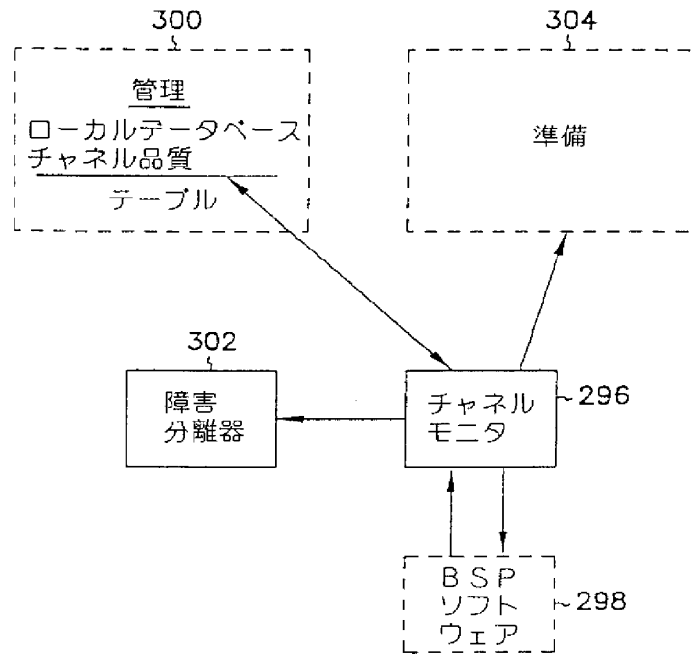 300
304
管理
ローカルデータベース
チャネル品質
テーブル
準備
302
障害
分離器
チャネル
モニタ
296
BSP
ソフト
ウェア
298